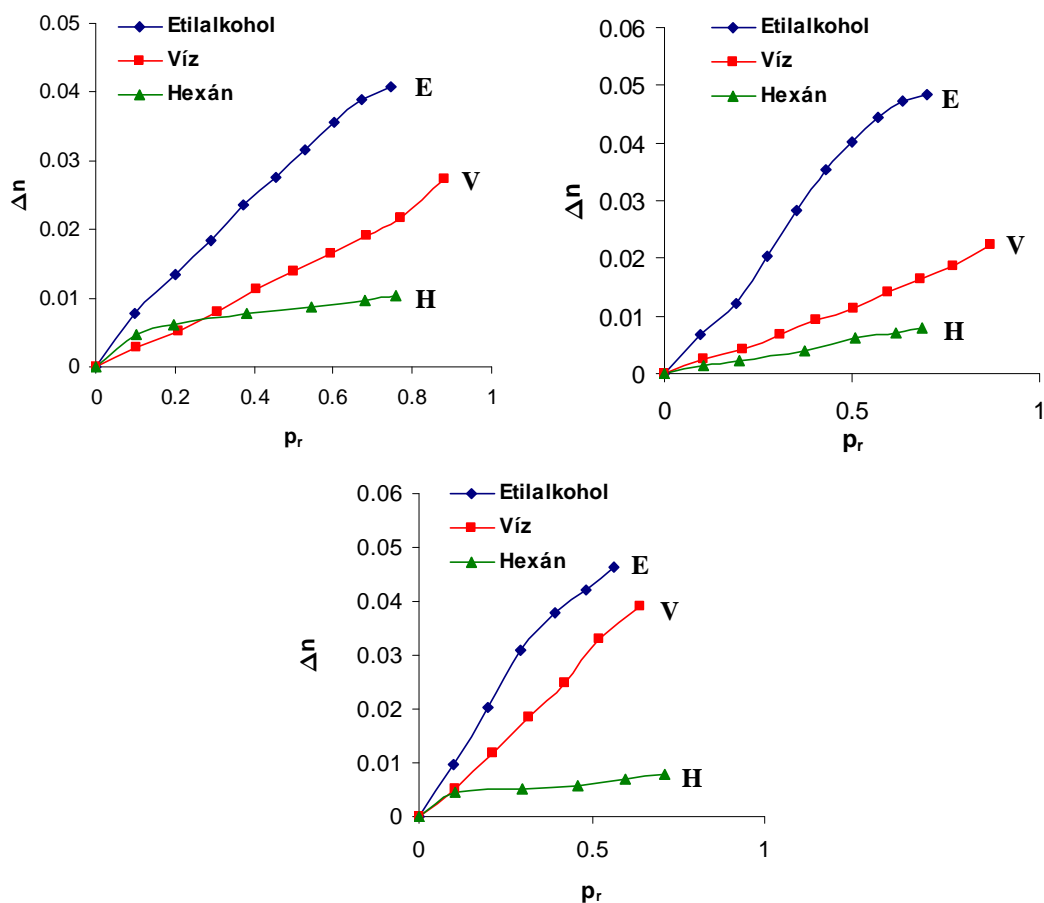 0.05
0.04
0.03
0.02
0.01
0
Δn
Etilalkohol
Víz
Hexán
E
V
H
0 0.2 0.4 0.6 0.8 1
pr
0.06
0.05
0.04
0.03
0.02
0.01
0
Δn
Etilalkohol
Víz
Hexán
E
V
H
0 0.5 1
pr
0.06
0.05
0.04
0.03
0.02
0.01
0
Δn
Etilalkohol
Víz
Hexán
E
V
H
0 0.5 1
pr